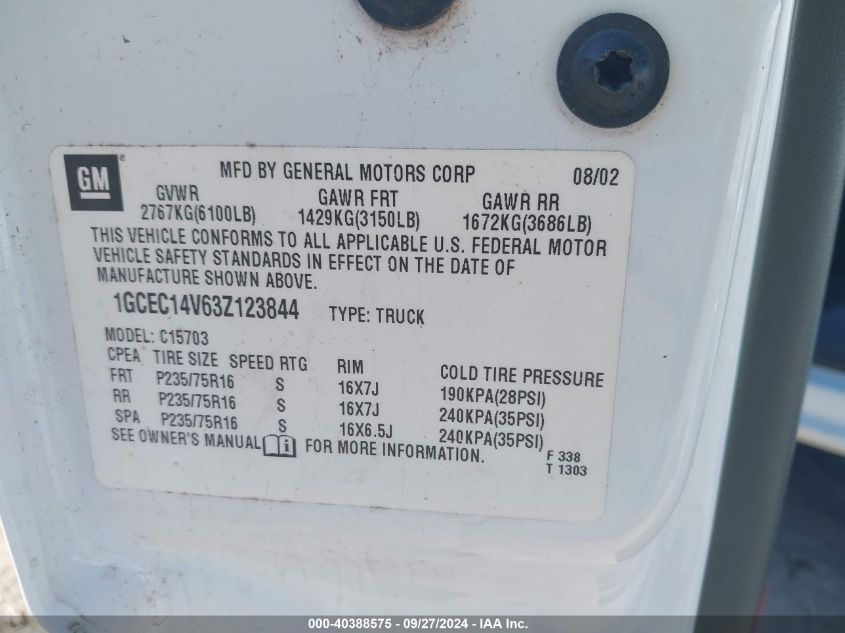 GM
MFD BY GENERAL MOTORS CORP 08/02
GVWR GAWR FRT GAWR RR
2767KG(6100LB) 1429KG(3150LB) 1672KG(3686LB)
THIS VEHICLE CONFORMS TO ALL APPLICABLE U.S. FEDERAL MOTOR
VEHICLE SAFETY STANDARDS IN EFFECT ON THE DATE OF
MANUFACTURE SHOWN ABOVE.
1GCEC14V63Z123844 TYPE: TRUCK
MODEL: C15703
CPEA TIRE SIZE SPEED RTG RIM COLD TIRE PRESSURE
FRT P235/75R16 S 16X7J 190KPA(28PSI)
RR P235/75R16 S 16X7J 240KPA(35PSI)
SPA P235/75R16 S 16X6.5J 240KPA(35PSI)
SEE OWNER'S MANUAL i FOR MORE INFORMATION.
F 338
T 1303
000-40388575 - 09/27/2024 - IAA Inc.